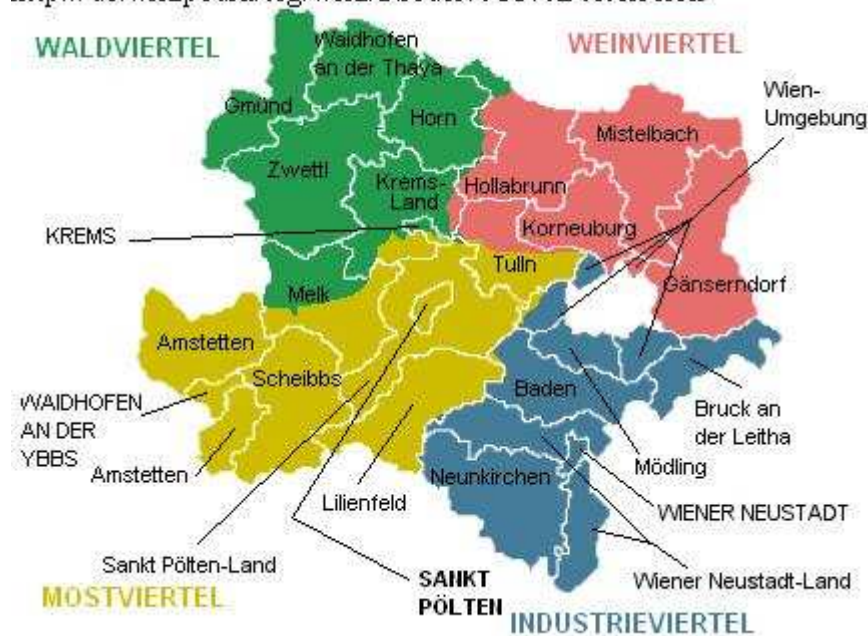 WALDVIERTEL
Waidhofen
an der Thaya
WEINVIERTEL
Wien-
Umgebung
Gmünd
Horn
Mistelbach
Zwettl
Krems-
Land
Hollabrunn
KREMS
Korneuburg
Tulln
Melk
Gänserndorf
Amstetten
Scheibbs
Baden
WAIDHOFEN
AN DER
YBBS
Bruck an
der Leitha
Amstetten
Mödling
Neunkirchen
Lilienfeld
WIENER NEUSTADT
Sankt Pölten-Land
SANKT
PÖLTEN
Wiener Neustadt-Land
MOSTVIERTEL
INDUSTRIEVIERTEL